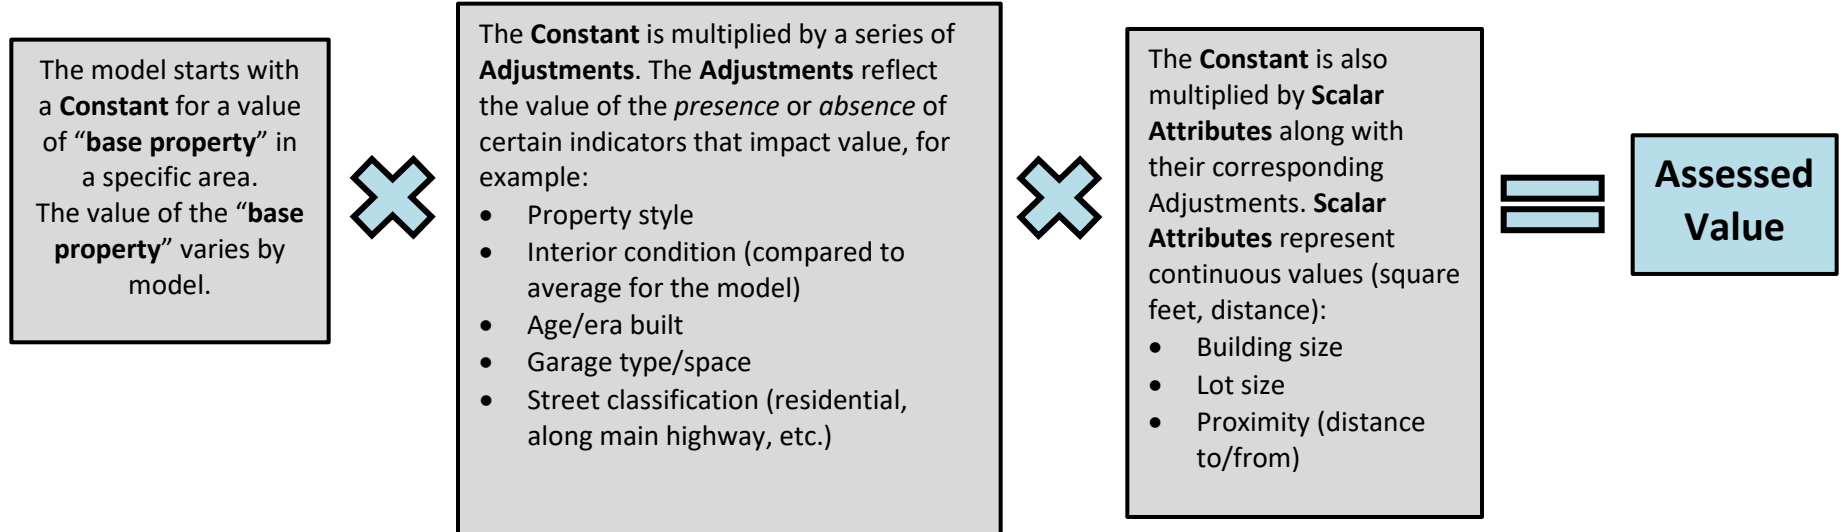 The model starts with
a Constant for a value
of “base property” in
a specific area.
The value of the “base
property” varies by
model.
The Constant is multiplied by a series of
Adjustments. The Adjustments reflect
the value of the presence or absence of
certain indicators that impact value, for
example:
• Property style
• Interior condition (compared to
average for the model)
• Age/era built
• Garage type/space
• Street classification (residential,
along main highway, etc.)
The Constant is also
multiplied by Scalar
Attributes along with
their corresponding
Adjustments. Scalar
Attributes represent
continuous values (square
feet, distance):
• Building size
• Lot size
• Proximity (distance
to/from)
Assessed
Value